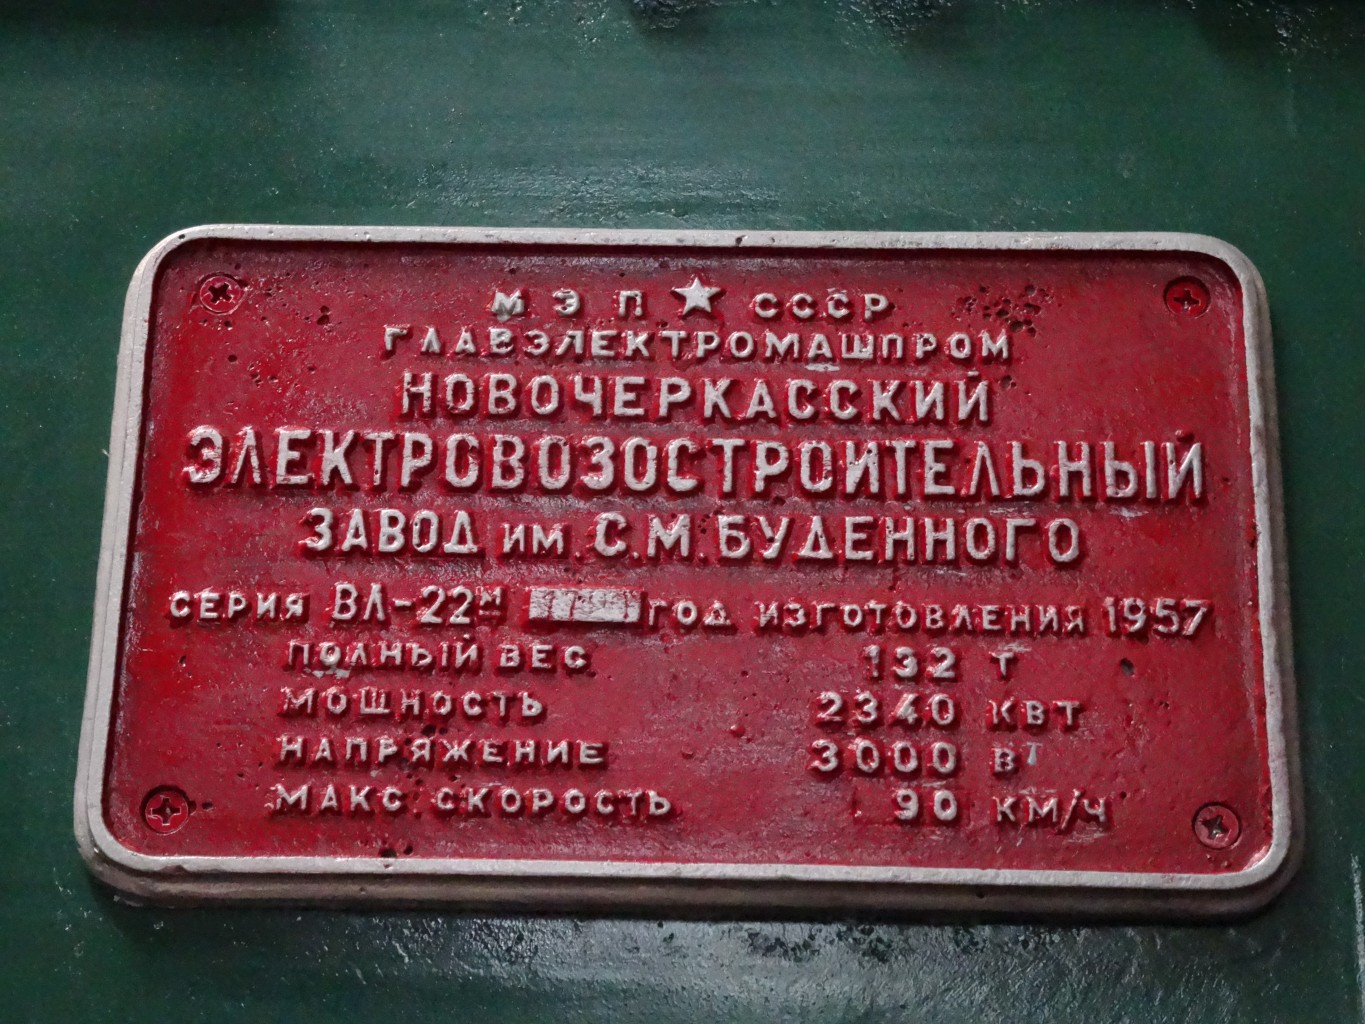 МЭП ★ СССР
ГЛАВЭЛЕКТРОМАШПРОМ
НОВОЧЕРКАССКИЙ
ЭЛЕКТРОВОЗОСТРОИТЕЛЬНЫЙ
ЗАВОД им. С.М.БУДЕННОГО
СЕРИЯ ВЛ-22М ГОД ИЗГОТОВЛЕНИЯ 1957
ПОЛНЫЙ ВЕС 132 Т
МОЩНОСТЬ 2340 КВТ
НАПРЯЖЕНИЕ 3000 ВТ
МАКС. СКОРОСТЬ 90 КМ/Ч